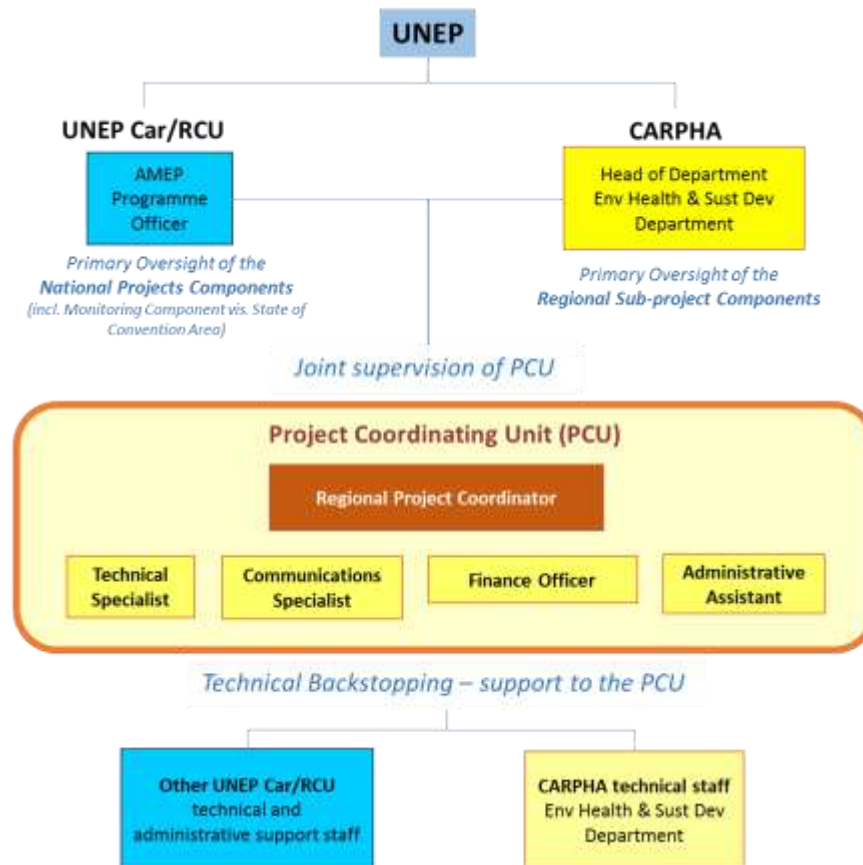 UNEP
UNEP Car/RCU
CARPHA
AMEP
Programme
Officer
Head of Department
Env Health & Sust Dev
Department
Primary Oversight of the
National Projects Components
(incl. Monitoring Component vis. State of
Convention Area)
Primary Oversight of the
Regional Sub-project Components
Joint supervision of PCU
Project Coordinating Unit (PCU)
Regional Project Coordinator
Technical
Specialist
Communications
Specialist
Finance Officer
Administrative
Assistant
Technical Backstopping – support to the PCU
Other UNEP Car/RCU
technical and
administrative support staff
CARPHA technical staff
Env Health & Sust Dev
Department